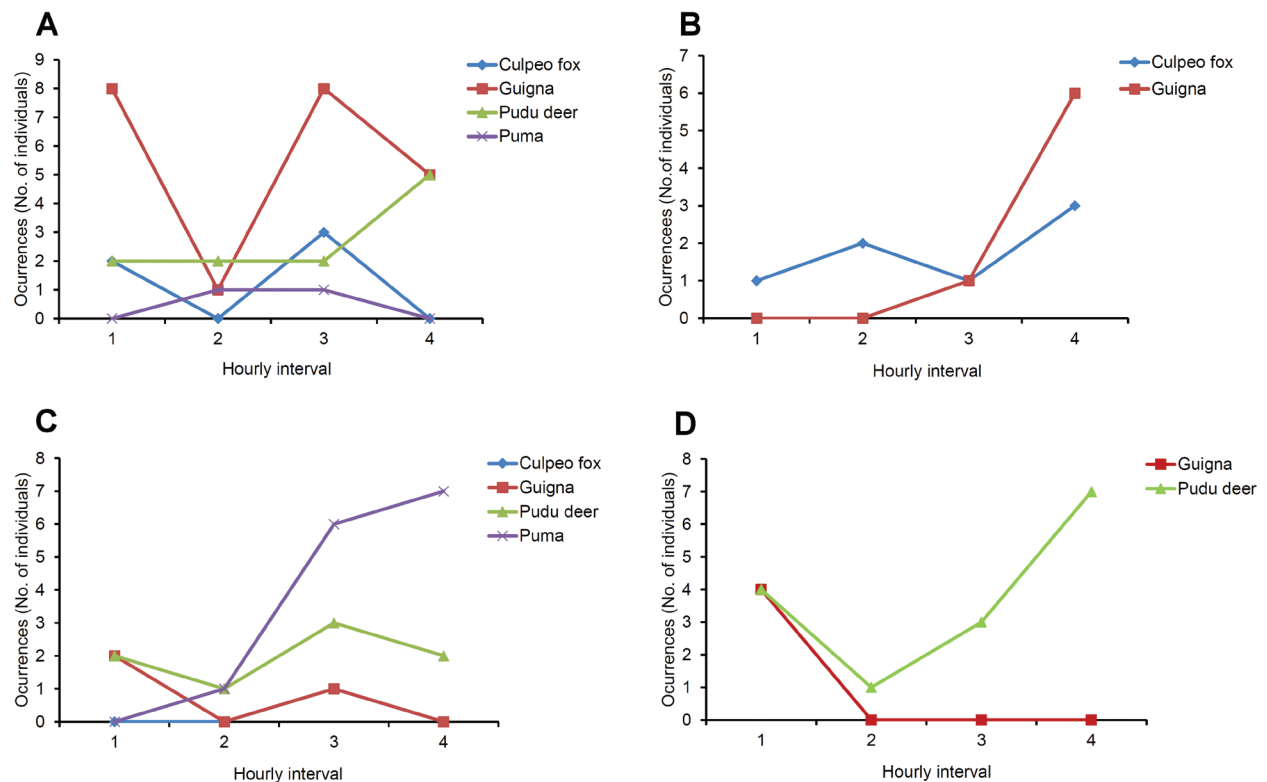 A
Ocurrences (No. of individuals)
9
8
7
6
5
4
3
2
1
0
1 2 3 4
Hourly interval
Culpeo fox
Guigna
Pudu deer
Puma
B
Ocurrencees (No.of individuals)
7
6
5
4
3
2
1
0
1 2 3 4
Hourly interval
Culpeo fox
Guigna
C
Ocurrences (No. of individuals)
8
7
6
5
4
3
2
1
0
1 2 3 4
Hourly interval
Culpeo fox
Guigna
Pudu deer
Puma
D
Ocurrences (No. of individuals)
8
7
6
5
4
3
2
1
0
1 2 3 4
Hourly interval
Guigna
Pudu deer